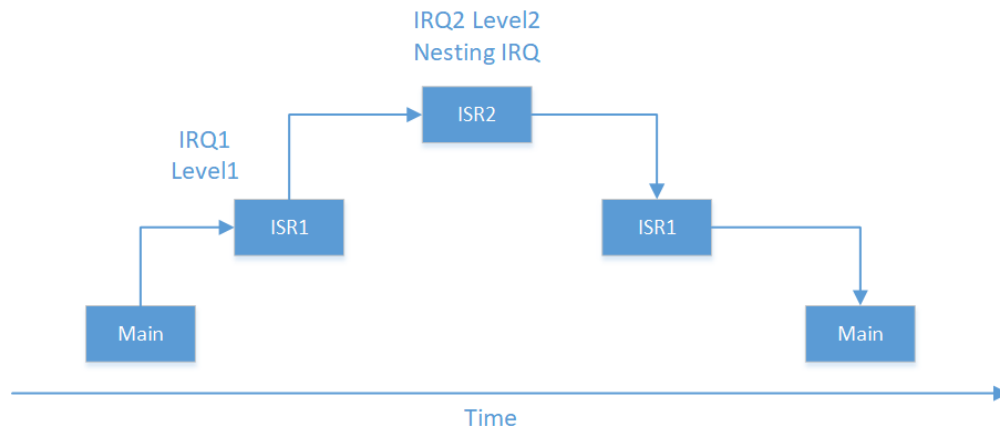 IRQ2 Level2
Nesting IRQ
ISR2
IRQ1
Level1
ISR1
ISR1
Main
Main
Time